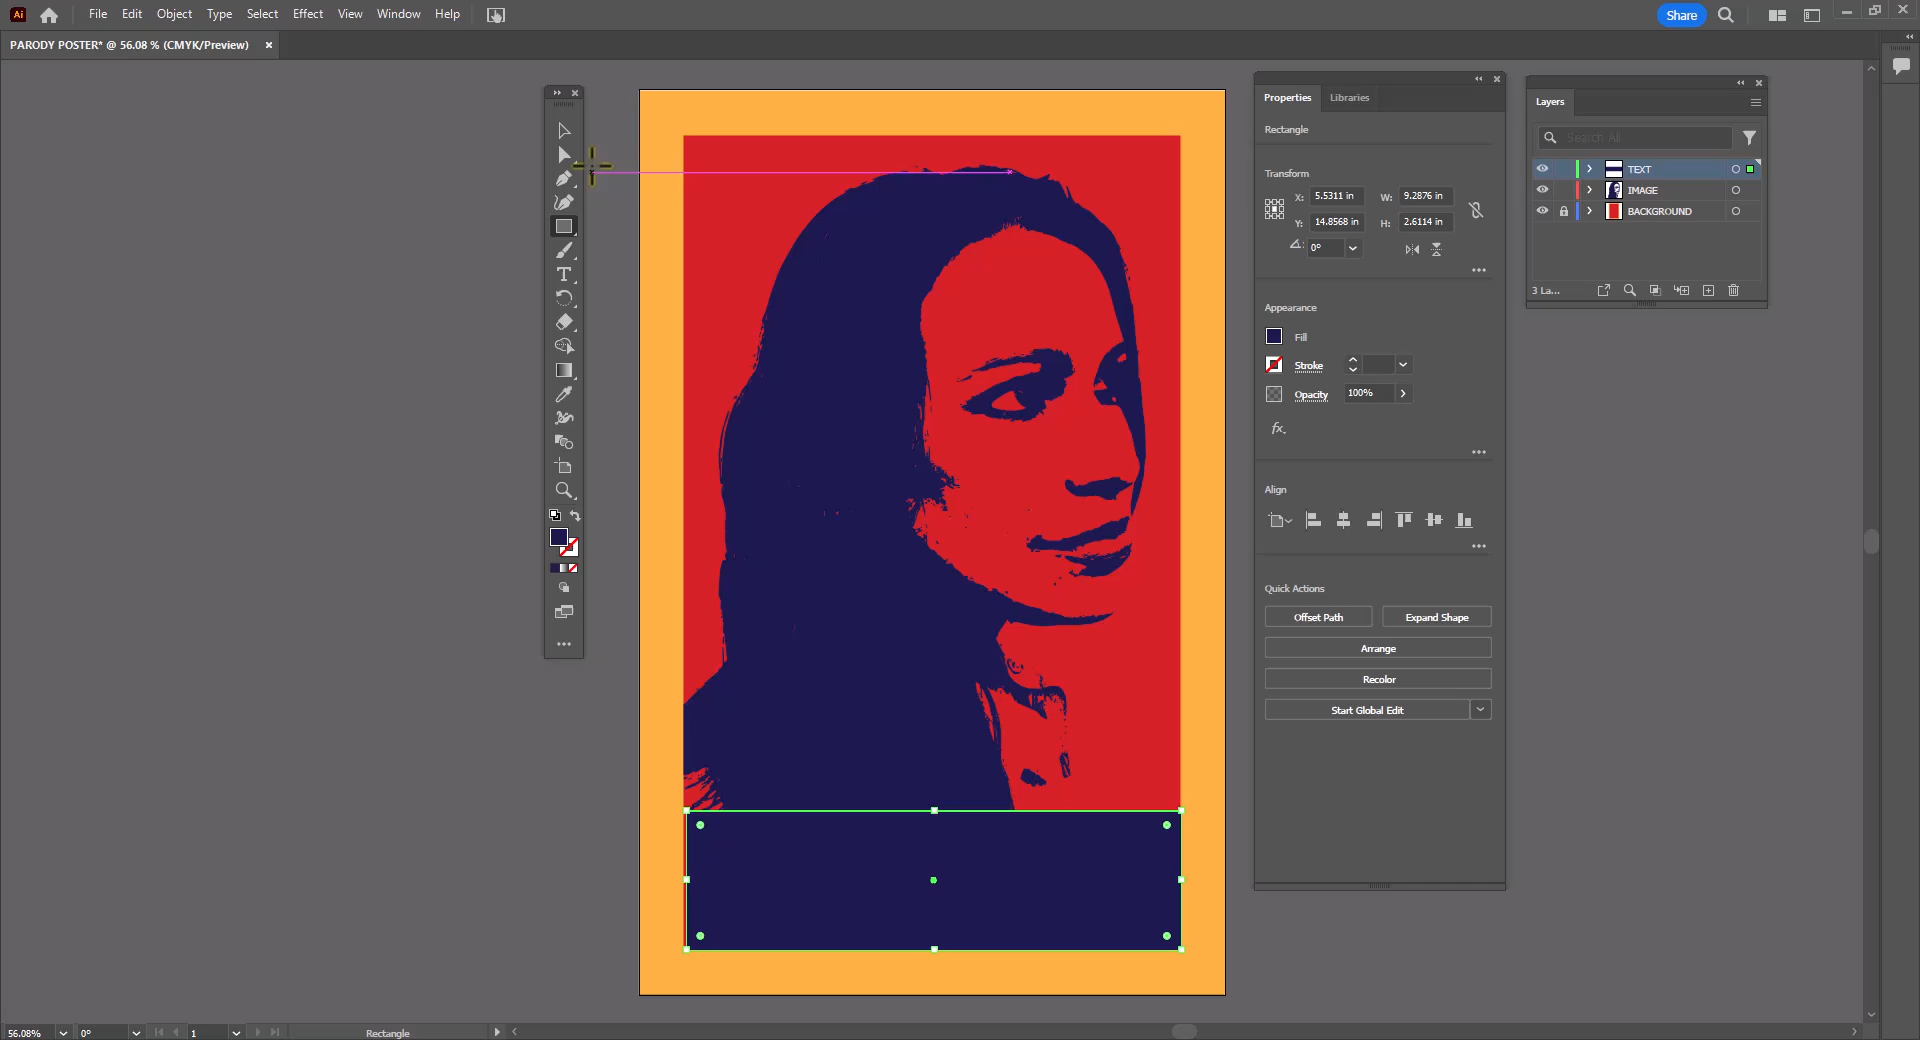 Ai File Edit Object Type Select Effect View Window Help Share
PARODY POSTER* @ 56.08 % (CMYK/Preview) ×
Properties Libraries
Rectangle
Transform
X: 5.5311 in W: 9.2876 in
Y: 14.8568 in H: 2.6114 in
0°
Appearance
Fill
Stroke
Opacity 100%
fx.
Align
Quick Actions
Offset Path Expand Shape
Arrange
Recolor
Start Global Edit
Layers
Search All
TEXT
IMAGE
BACKGROUND
3 La...
T
56.08% 0° 1 Rectangle